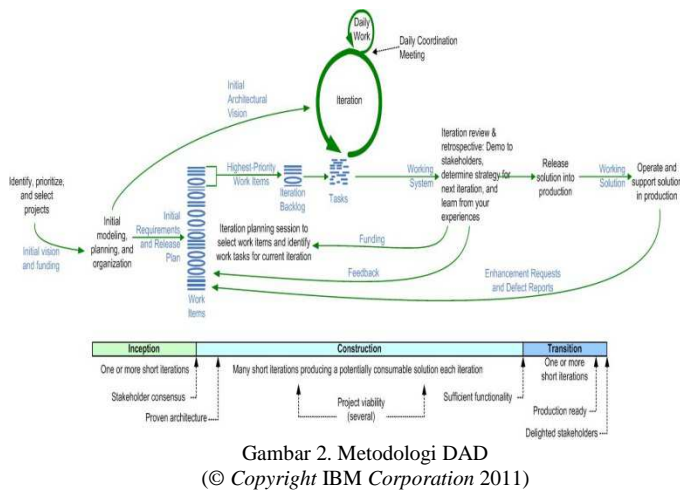 Daily
Work
Daily Coordination
Meeting
Iteration
Initial
Architectural
Vision
Identify, prioritize,
and select
projects
Initial vision
and funding
Initial
modeling,
planning, and
organization
Initial
Requirements
and Release
Plan
Work
Items
Highest-Priority
Work Items
Iteration
Backlog
Tasks
Iteration planning session to
select work items and identify
work tasks for current iteration
Working
System
Iteration review &
retrospective: Demo to
stakeholders,
determine strategy for
next iteration, and
learn from your
experiences
Funding
Feedback
Release
solution into
production
Working
Solution
Operate and
support solution
in production
Enhancement Requests
and Defect Reports
Inception
Construction
Transition
One or more short iterations
Many short iterations producing a potentially consumable solution each iteration
One or more
short iterations
Stakeholder consensus
Proven architecture
Project viability
(several)
Sufficient functionality
Production ready
Delighted stakeholders
Gambar 2. Metodologi DAD
(© Copyright IBM Corporation 2011)